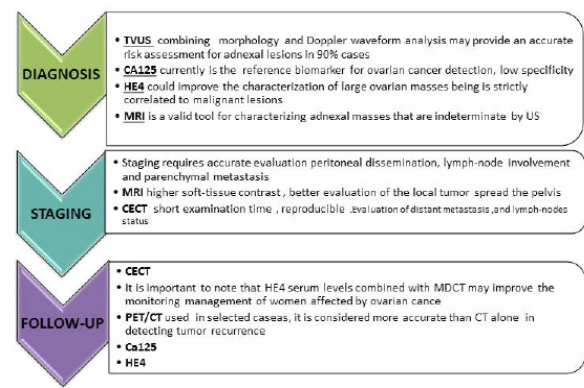 DIAGNOSIS
• TVUS combining morphology and Doppler waveform analysis may provide an accurate
risk assessment for adnexal lesions in 90% cases
• CA125 currently is the reference biomarker for ovarian cancer detection, low specificity
• HE4 could improve the characterization of large ovarian masses being is strictly
correlated to malignant lesions
• MRI is a valid tool for characterizing adnexal masses that are indeterminate by US
STAGING
• Staging requires accurate evaluation peritoneal dissemination, lymph-node involvement
and parenchymal metastasis
• MRI higher soft-tissue contrast , better evaluation of the local tumor spread the pelvis
• CECT short examination time , reproducible .Evaluation of distant metastasis ,and lymph-nodes
status
FOLLOW-UP
• CECT
• It is important to note that HE4 serum levels combined with MDCT may improve the
monitoring management of women affected by ovarian cance
• PET/CT used in selected caseas, it is considered more accurate than CT alone in
detecting tumor recurrence
• Ca125
• HE4